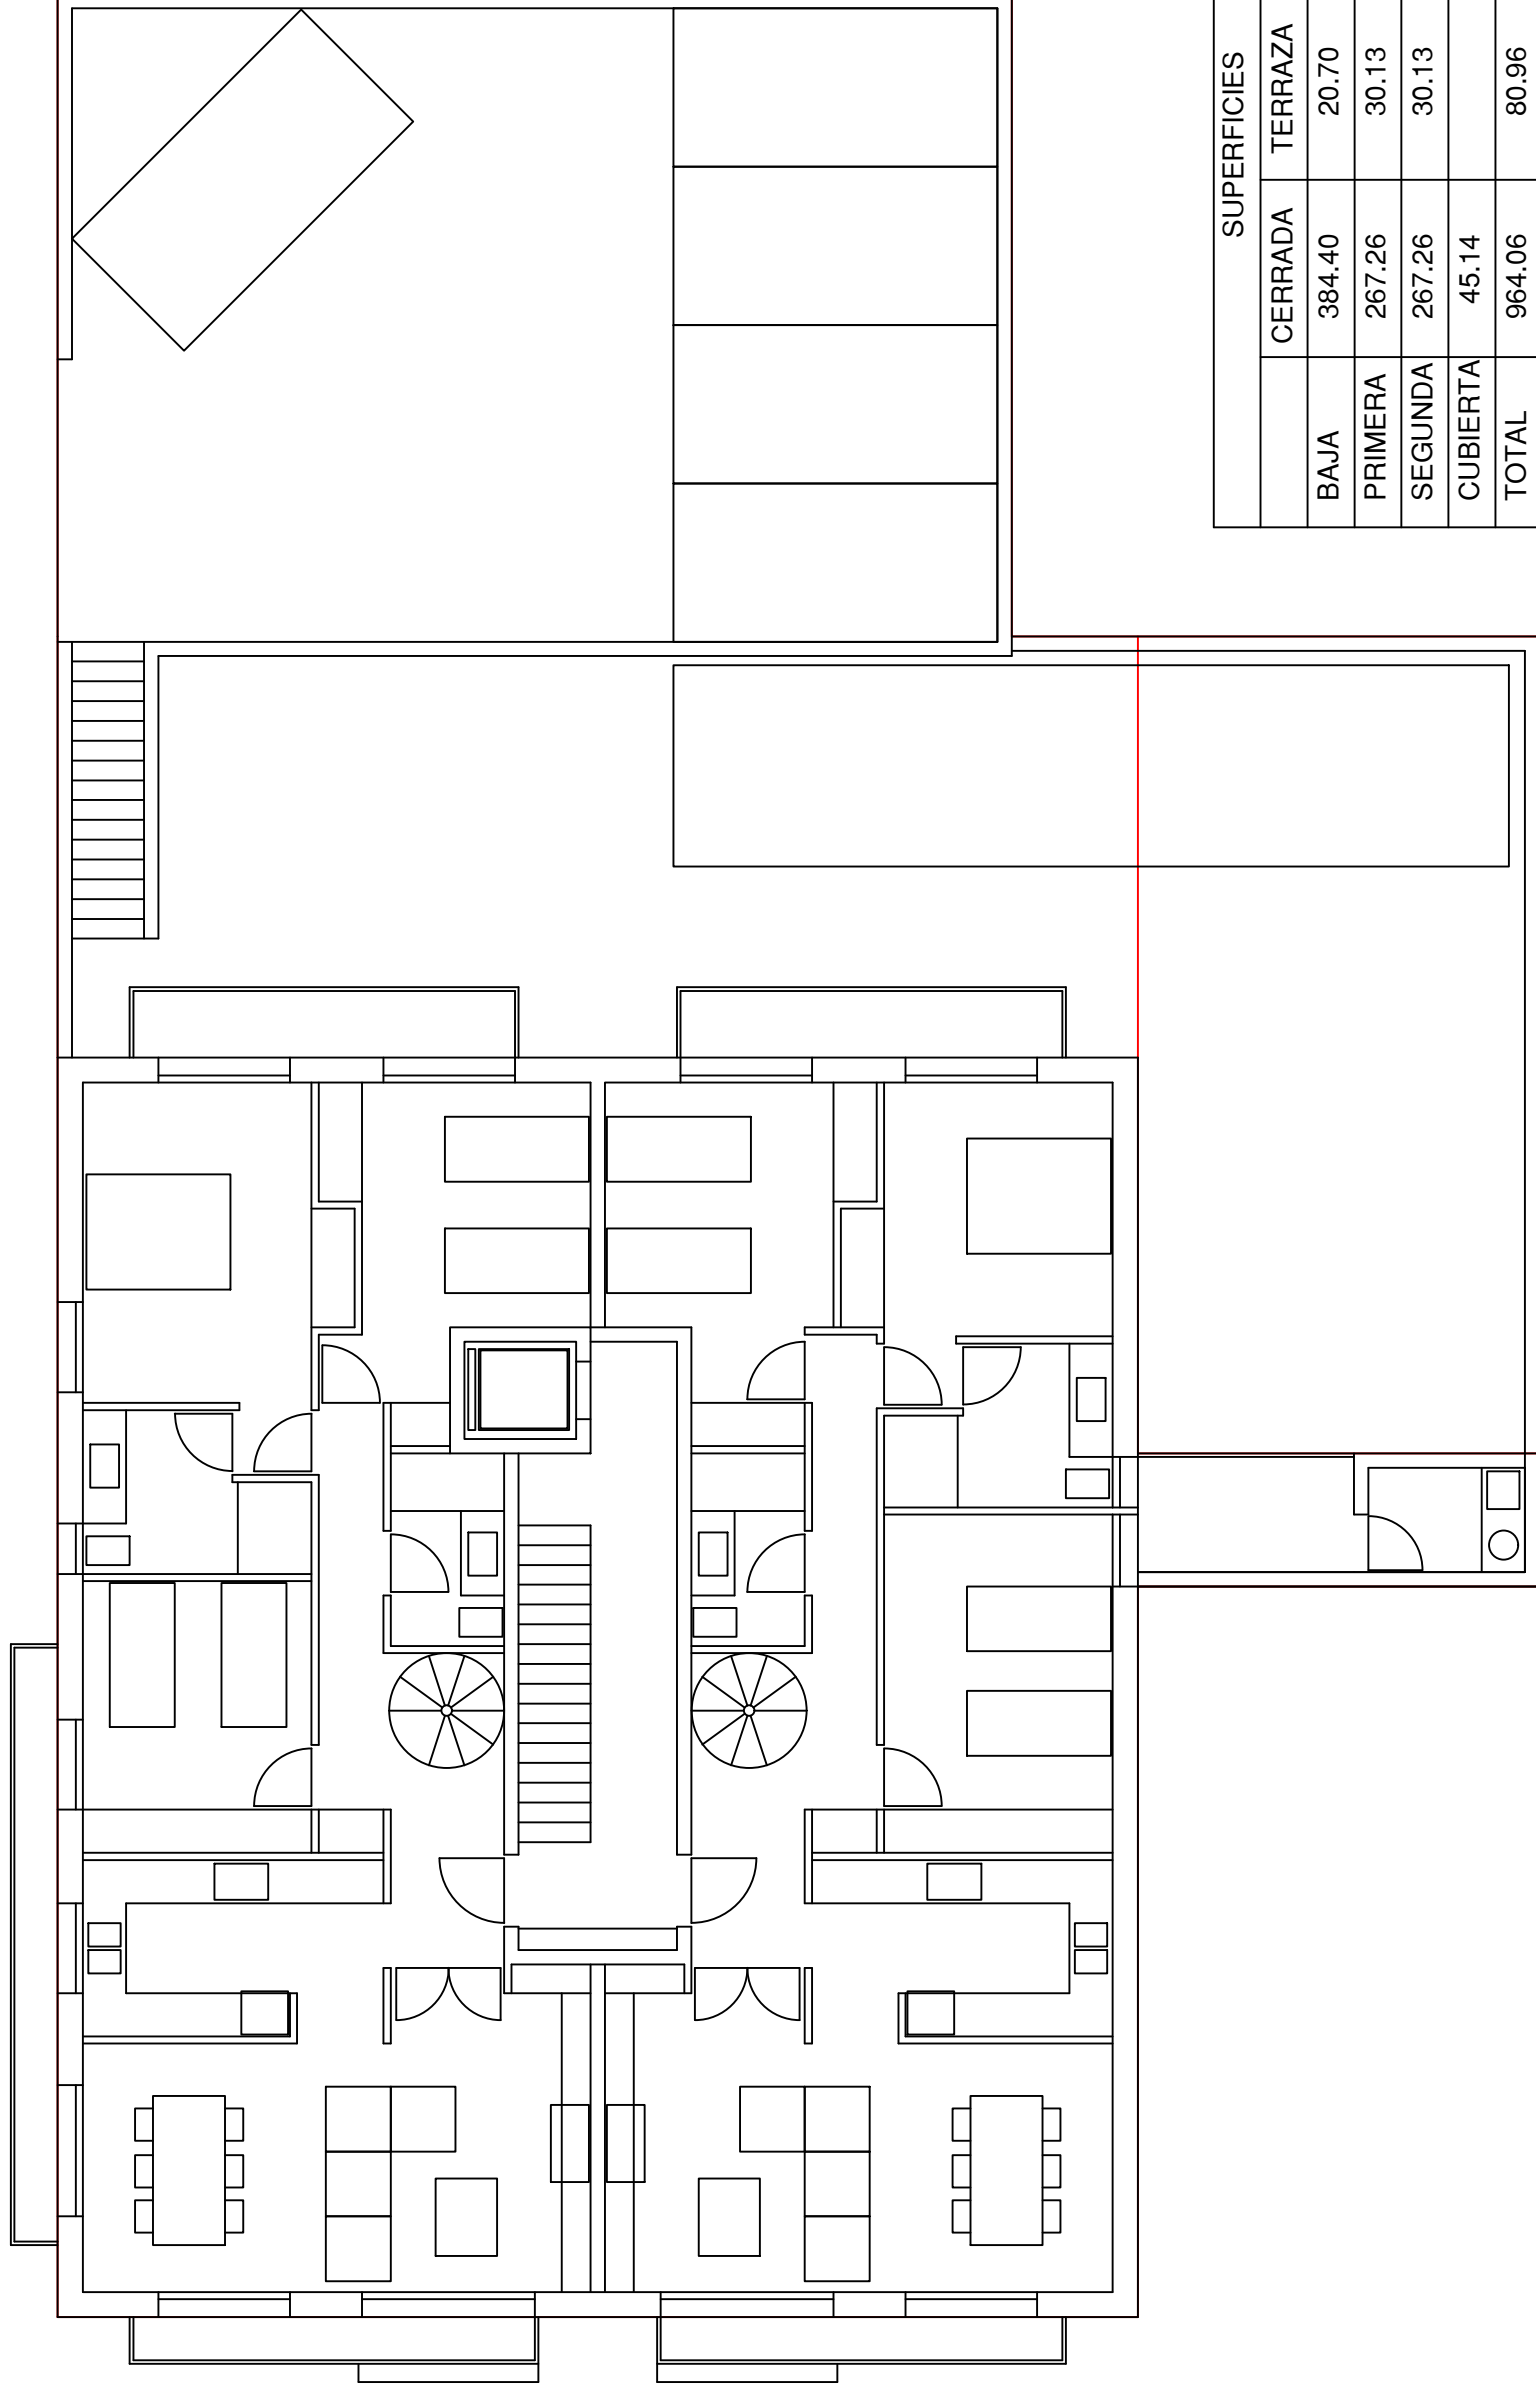 SUPERFICIES
CERRADA TERRAZA
BAJA 384.40 20.70
PRIMERA 267.26 30.13
SEGUNDA 267.26 30.13
CUBIERTA 45.14
TOTAL 964.06 80.96